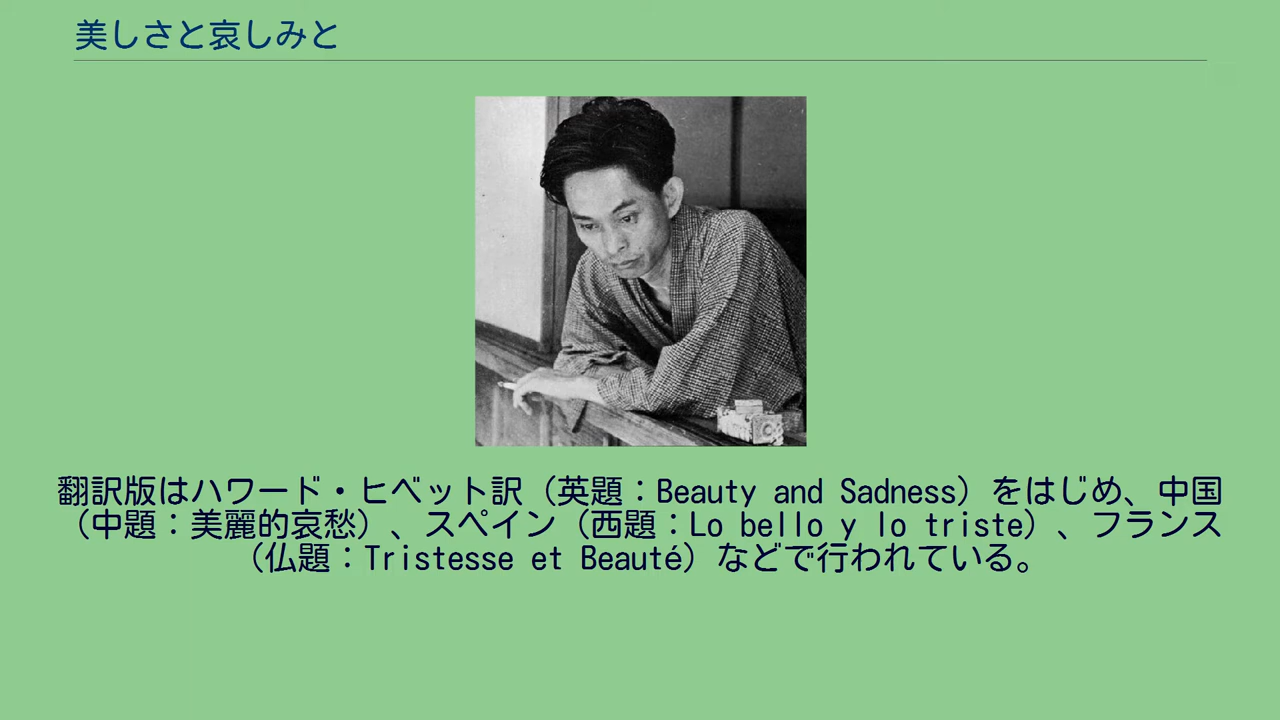 美しさと哀しみと
翻訳版はハワード・ヒベット訳（英題：Beauty and Sadness）をはじめ、中国
（中題：美麗的哀愁）、スペイン（西題：Lo bello y lo triste）、フランス
（仏題：Tristesse et Beauté）などで行われている。